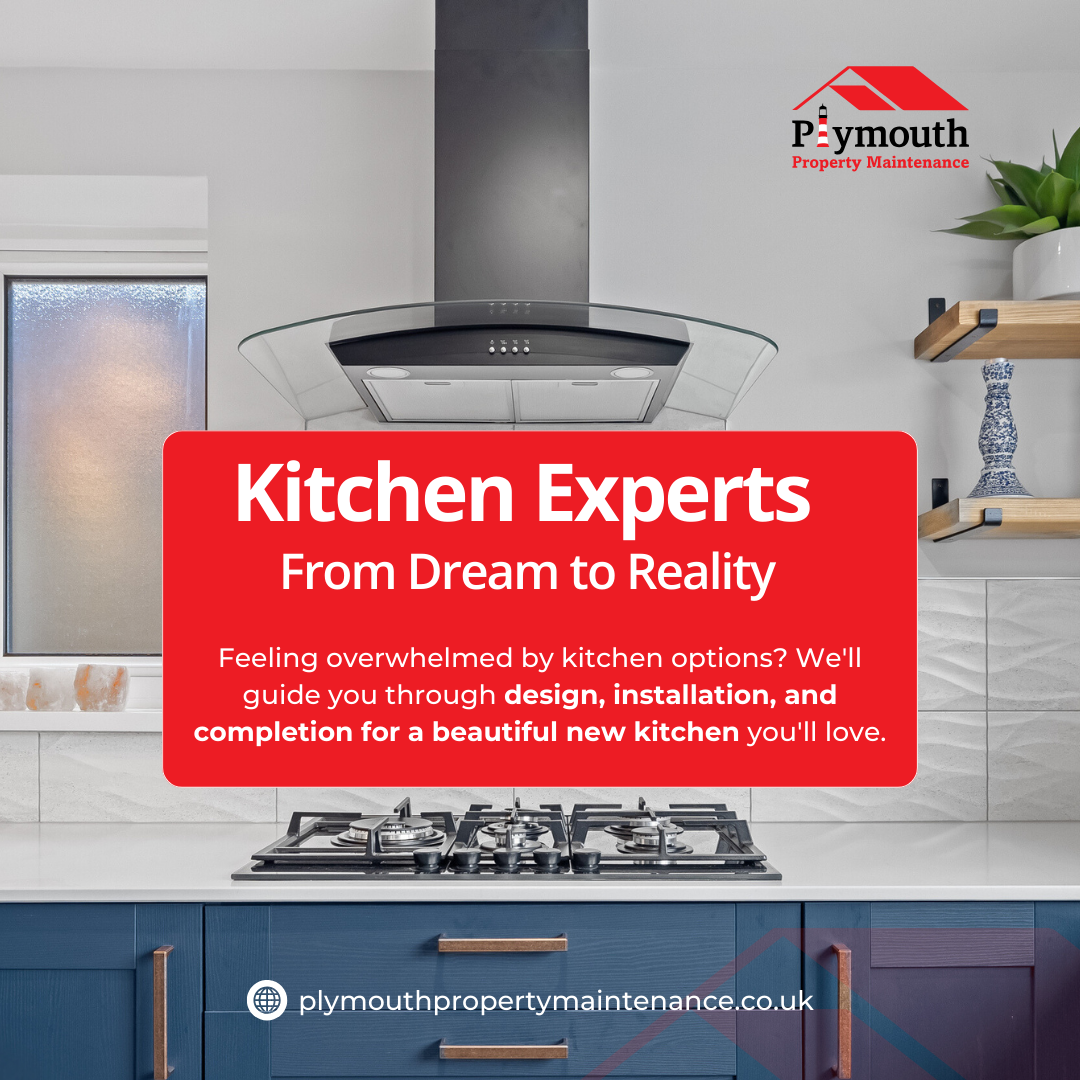 Plymouth
Property Maintenance
Kitchen Experts
From Dream to Reality
Feeling overwhelmed by kitchen options? We'll
guide you through design, installation, and
completion for a beautiful new kitchen you'll love.
plymouthpropertymaintenance.co.uk